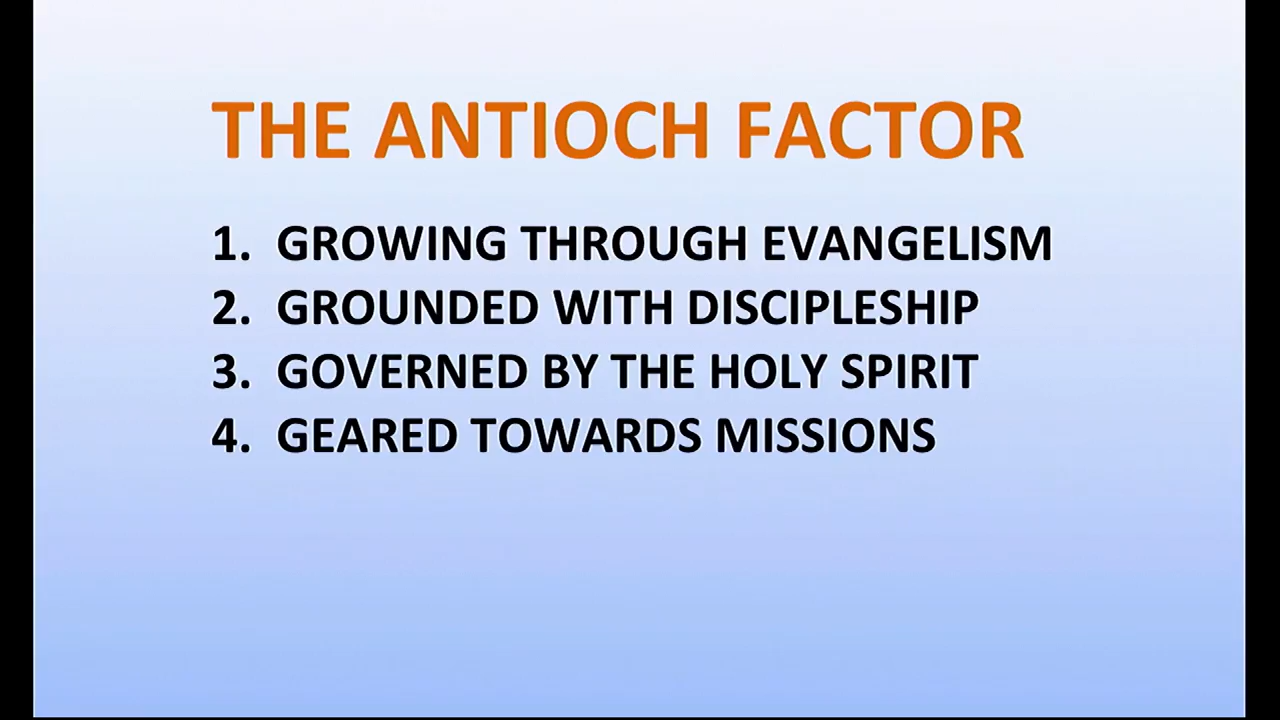 THE ANTIOCH FACTOR
1. GROWING THROUGH EVANGELISM
2. GROUNDED WITH DISCIPLESHIP
3. GOVERNED BY THE HOLY SPIRIT
4. GEARED TOWARDS MISSIONS